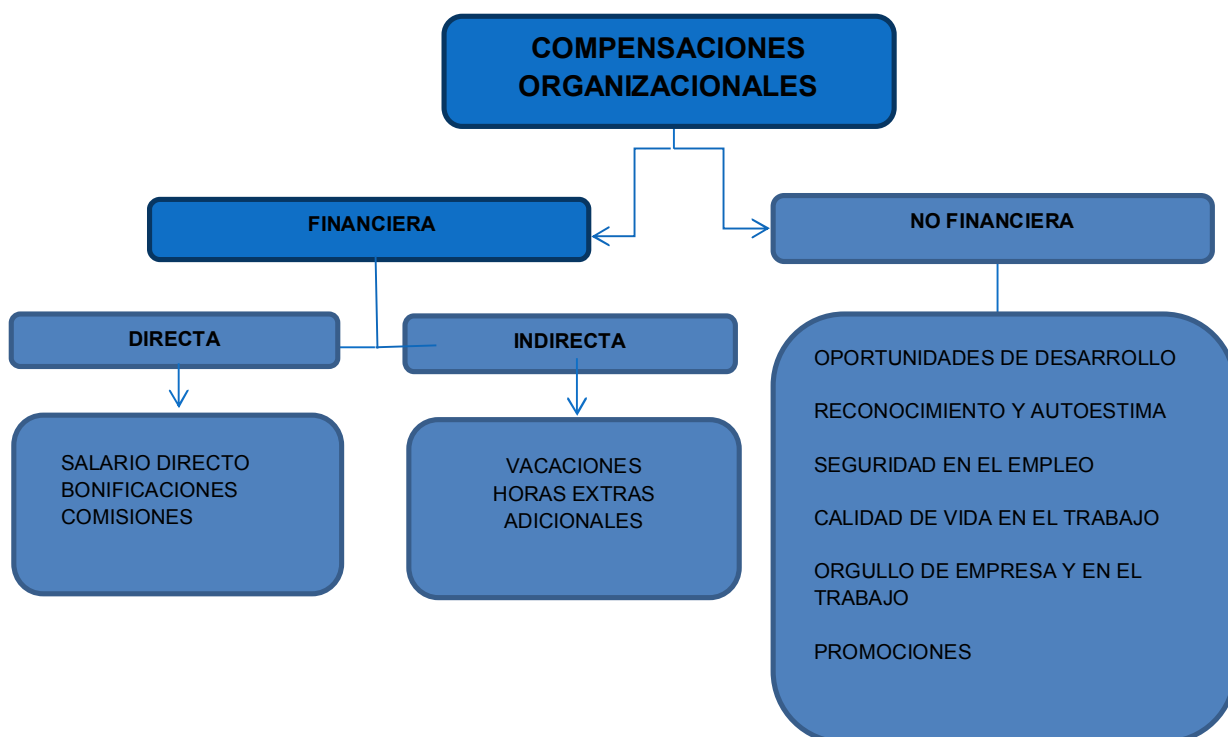 COMPENSACIONES
ORGANIZACIONALES
FINANCIERA
NO FINANCIERA
DIRECTA
INDIRECTA
SALARIO DIRECTO
BONIFICACIONES
COMISIONES
VACACIONES
HORAS EXTRAS
ADICIONALES
OPORTUNIDADES DE DESARROLLO
RECONOCIMIENTO Y AUTOESTIMA
SEGURIDAD EN EL EMPLEO
CALIDAD DE VIDA EN EL TRABAJO
ORGULLO DE EMPRESA Y EN EL
TRABAJO
PROMOCIONES